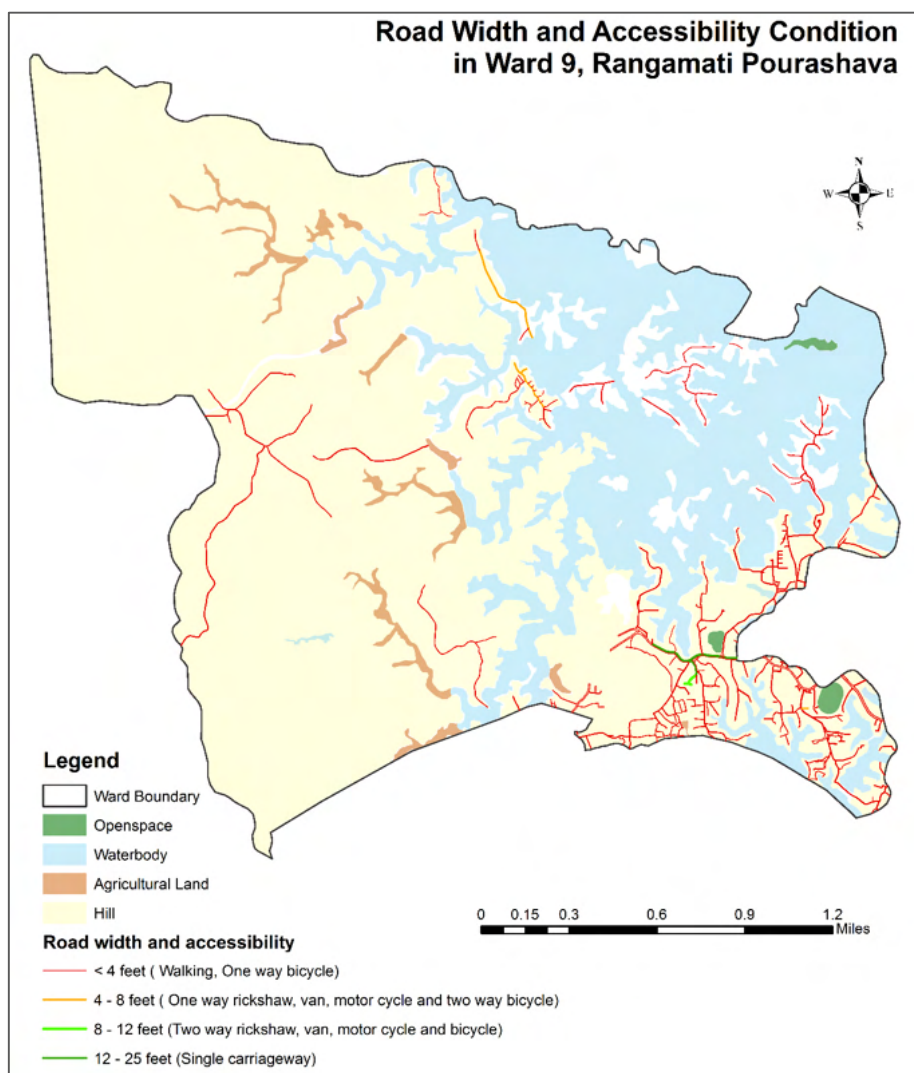 Road Width and Accessibility Condition
in Ward 9, Rangamati Pourashava
N
W E
S
Legend
Ward Boundary
Openspace
Waterbody
Agricultural Land
Hill
Road width and accessibility
< 4 feet ( Walking, One way bicycle)
4 - 8 feet ( One way rickshaw, van, motor cycle and two way bicycle)
8 - 12 feet (Two way rickshaw, van, motor cycle and bicycle)
12 - 25 feet (Single carriageway)
0 0.15 0.3 0.6 0.9 1.2
Miles